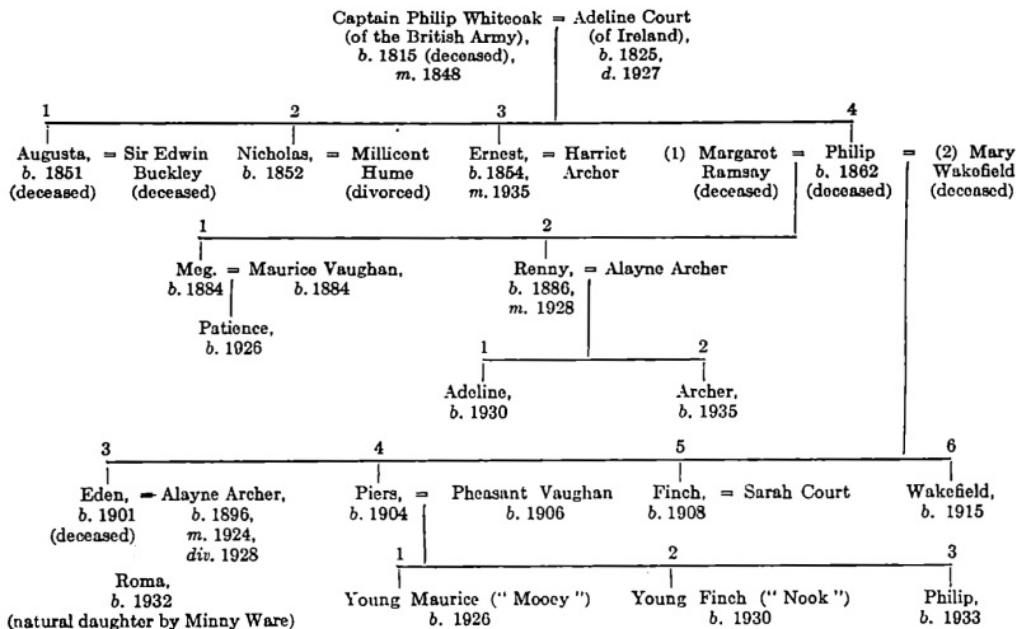 Captain Philip Whiteoak = Adeline Court
(of the British Army), (of Ireland),
b. 1815 (deceased), b. 1825,
m. 1848 d. 1927
1 2 3 4
Augusta, = Sir Edwin Nicholas, = Millicent Ernest, = Harriet (1) Margaret = Philip = (2) Mary
b. 1851 Buckley b. 1852 Hume b. 1854, Archer Ramsay b. 1862 Wakefield
(deceased) (deceased) (divorced) m. 1935 (deceased) (deceased) (deceased)
1 2
Meg. = Maurice Vaughan, Renny, = Alayne Archer
b. 1884 b. 1884 b. 1886,
m. 1928
Patience,
b. 1926
1 2
Adeline, Archer,
b. 1930 b. 1935
3 4 5 6
Eden, = Alayne Archer, Piers, = Pheasant Vaughan Finch, = Sarah Court Wakefield,
b. 1901 b. 1896, b. 1904 b. 1906 b. 1908 b. 1915
(deceased) m. 1924,
div. 1928
1 2 3
Roma, Young Maurice ("Mooey") Young Finch ("Nook") Philip,
b. 1932 b. 1926 b. 1930 b. 1933
(natural daughter by Minny Ware)